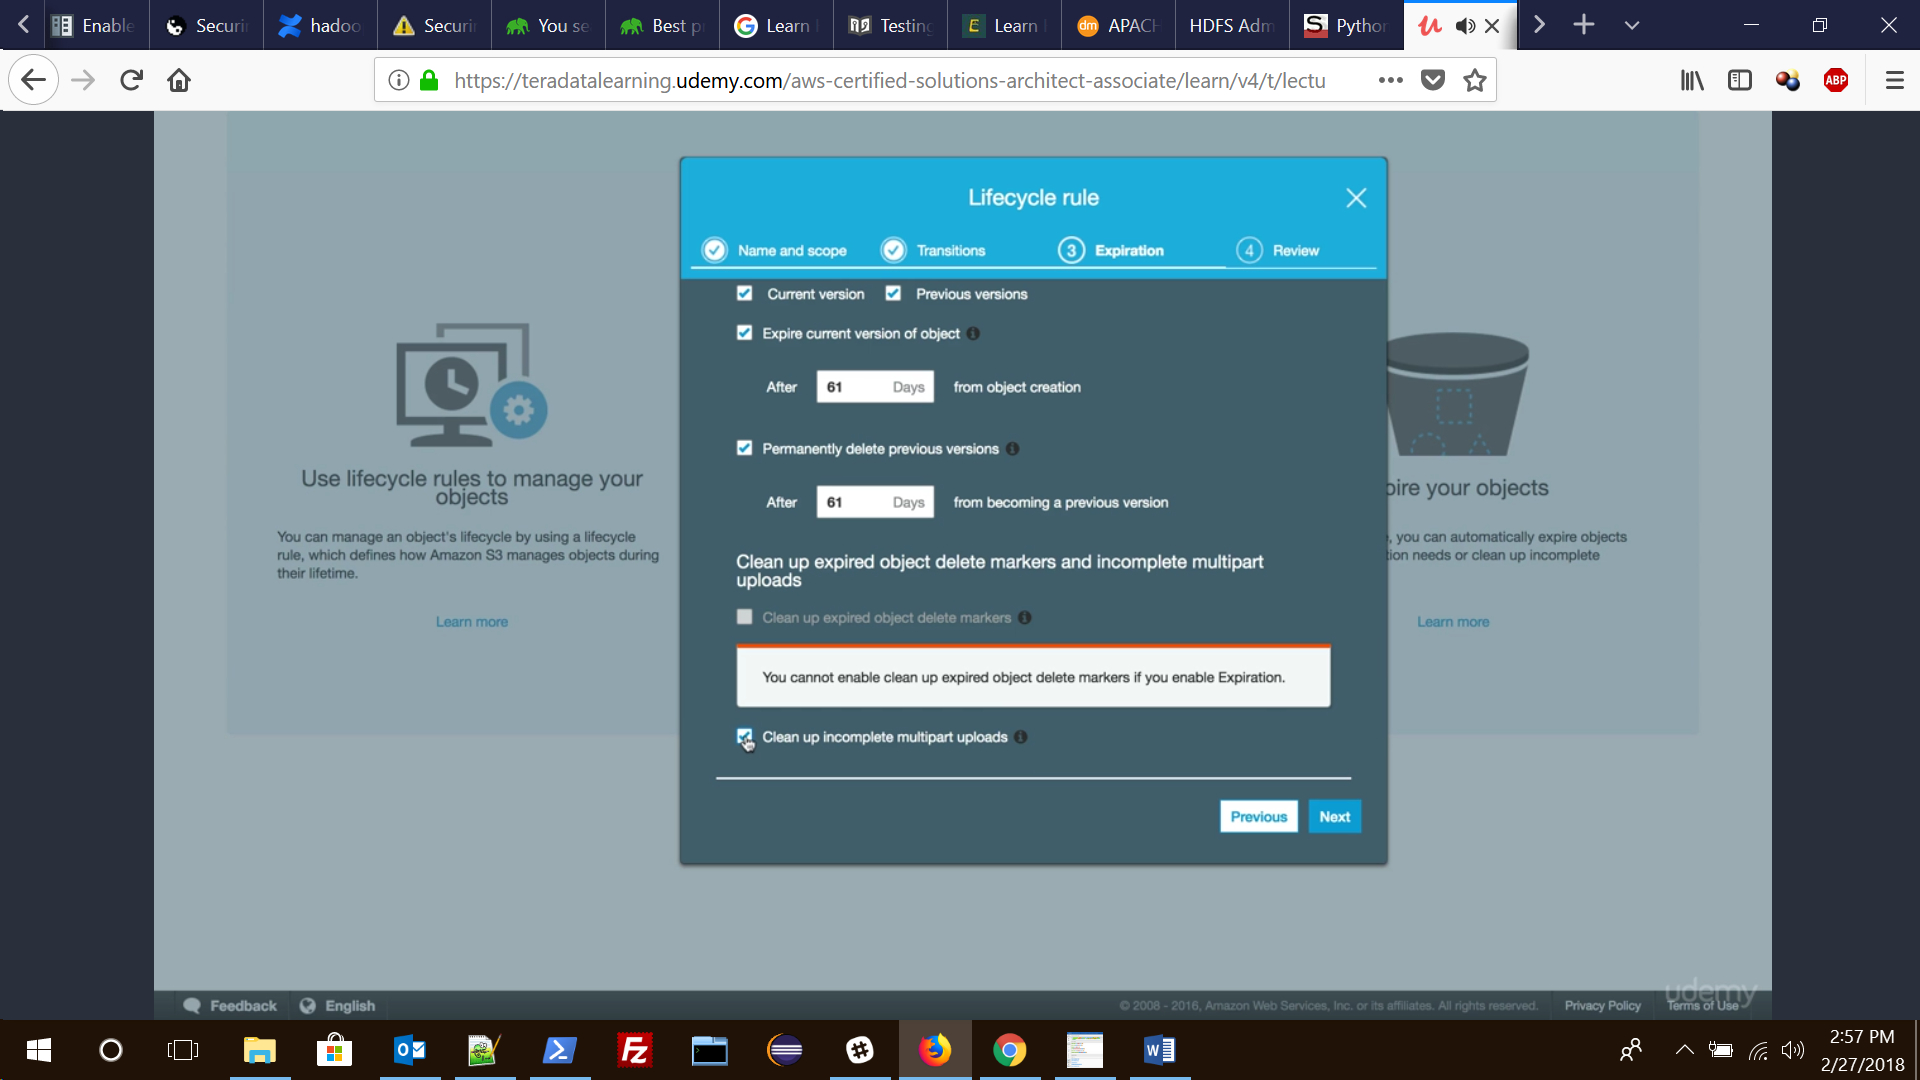 Enable
Securi
hadoo
Securi
You se
Best p
Learn
Testing
Learn
APACH
HDFS Adm
Python
https://teradatalearning.udemy.com/aws-certified-solutions-architect-associate/learn/v4/t/lectu
ABP
Lifecycle rule
Name and scope
Transitions
3 Expiration
4 Review
Current version
Previous versions
Expire current version of object
After 61 Days from object creation
Permanently delete previous versions
After 61 Days from becoming a previous version
Clean up expired object delete markers and incomplete multipart
uploads
Clean up expired object delete markers
You cannot enable clean up expired object delete markers if you enable Expiration.
Clean up incomplete multipart uploads
Previous
Next
Use lifecycle rules to manage your
objects
You can manage an object's lifecycle by using a lifecycle
rule, which defines how Amazon S3 manages objects during
their lifetime.
Learn more
pire your objects
, you can automatically expire objects
tion needs or clean up incomplete
Learn more
Feedback
English
© 2008 - 2016, Amazon Web Services, Inc. or its affiliates. All rights reserved.
Privacy Policy
Terms of Use
udemy
2:57 PM
2/27/2018